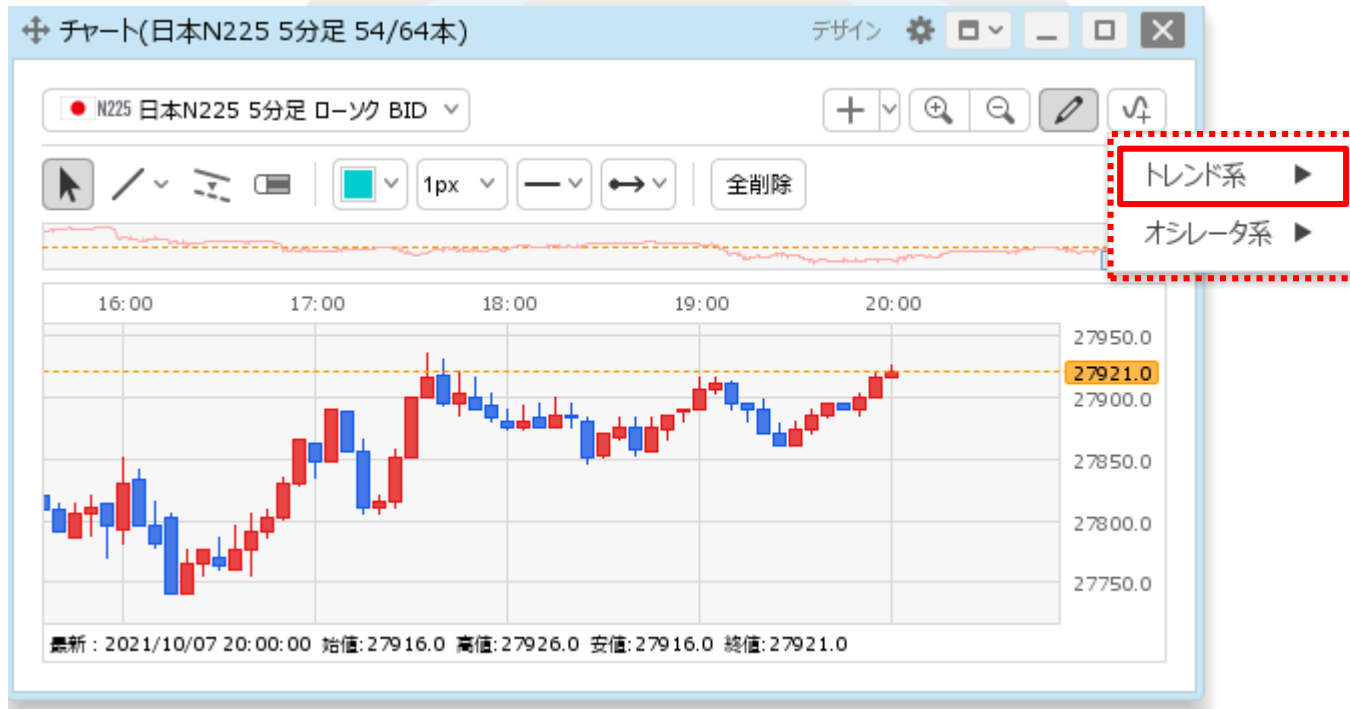 チャート(日本N225 5分足 54/64本)
デザイン
N225 日本N225 5分足 ローソク BID
トレンド系 ▶
オシレータ系 ▶
1px
全削除
16:00 17:00 18:00 19:00 20:00
27950.0
27921.0
27900.0
27850.0
27800.0
27750.0
最新：2021/10/07 20:00:00 始値:27916.0 高値:27926.0 安値:27916.0 終値:27921.0